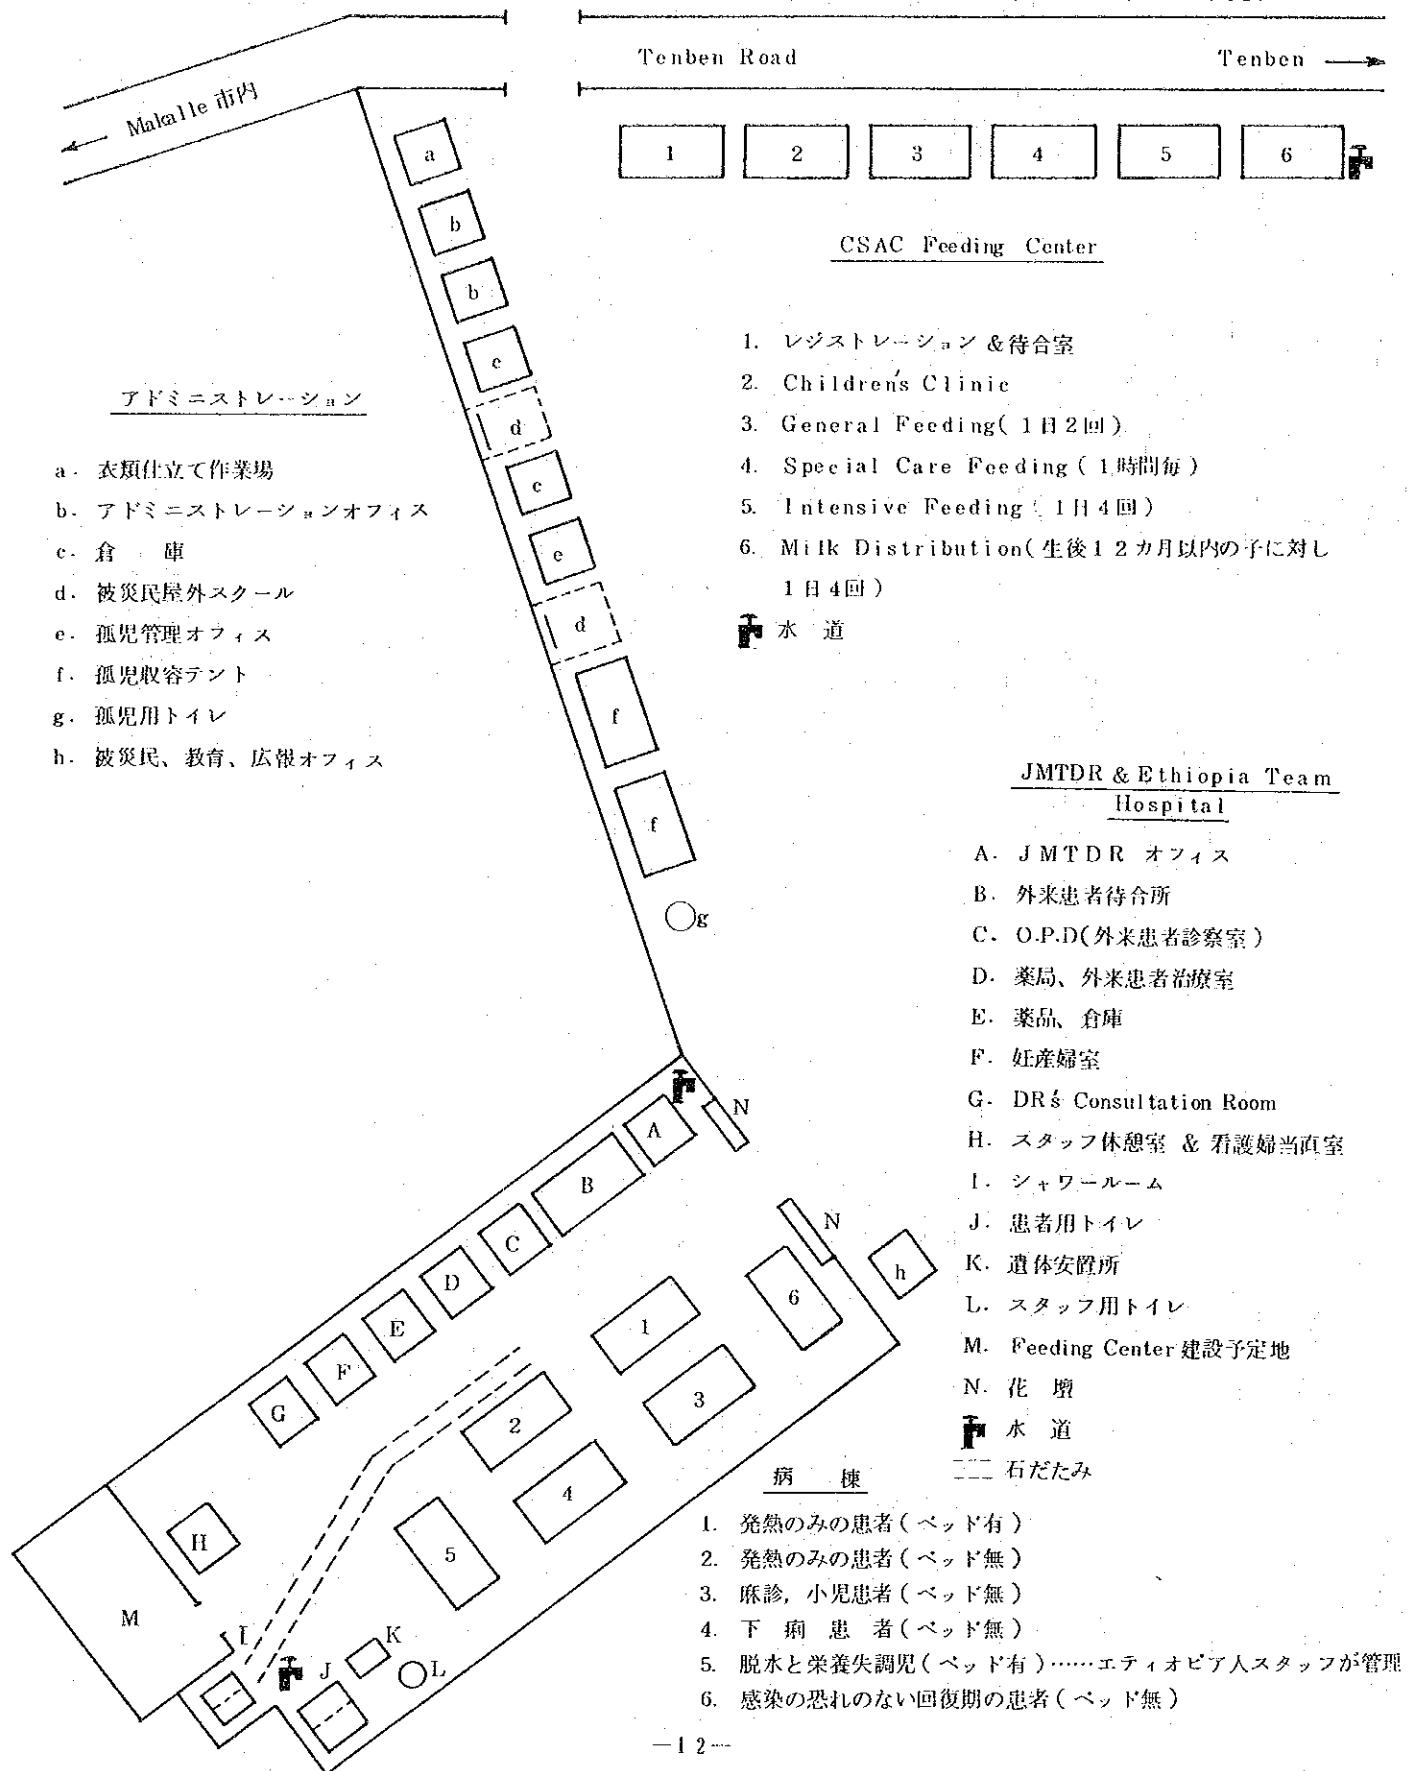 Tenben Road
Tenben
Makalle 市内
a
b
b
e
d
c
e
d
f
f
g
1
2
3
4
5
6
CSAC Feeding Center
1. レジストレーション &待合室
2. Children's Clinic
3. General Feeding(1日2回)
4. Special Care Feeding(1時間毎)
5. Intensive Feeding(1日4回)
6. Milk Distribution(生後12カ月以内の子に対し
1日4回)
水 道
アドミニストレーション
a. 衣類仕立て作業場
b. アドミニストレーションオフィス
c. 倉 庫
d. 被災民屋外スクール
e. 孤児管理オフィス
f. 孤児収容テント
g. 孤児用トイレ
h. 被災民、教育、広報オフィス
JMTDR & Ethiopia Team
Hospital
A. JMTDR オフィス
B. 外来患者待合所
C. O.P.D(外来患者診察室)
D. 薬局、外来患者治療室
E. 薬品、倉庫
F. 妊産婦室
G. DR's Consultation Room
H. スタッフ休憩室 & 看護婦当直室
I. シャワールーム
J. 患者用トイレ
K. 遺体安置所
L. スタッフ用トイレ
M. Feeding Center 建設予定地
N. 花 壇
水 道
石だたみ
N
A
B
N
C
h
D
6
E
1
F
3
G
2
4
H
5
M
I
K
J
L
病 棟
1. 発熱のみの患者(ベッド有)
2. 発熱のみの患者(ベッド無)
3. 麻診, 小児患者(ベッド無)
4. 下 痢 患 者(ベッド無)
5. 脱水と栄養失調児(ベッド有)……エティオピア人スタッフが管理
6. 感染の恐れのない回復期の患者(ベッド無)
—12—